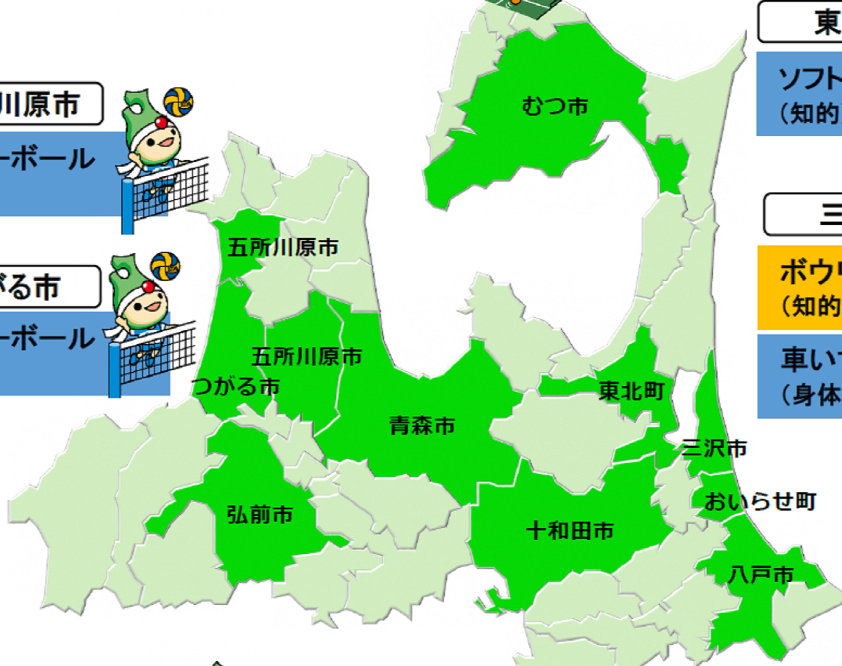 東
ソフト
（知的
むつ市
川原市
ーボール
三
ボウ
（知的
五所川原市
がる市
ーボール
車い
（身体
五所川原市
つがる市
東北町
青森市
三沢市
おいらせ町
弘前市
十和田市
八戸市